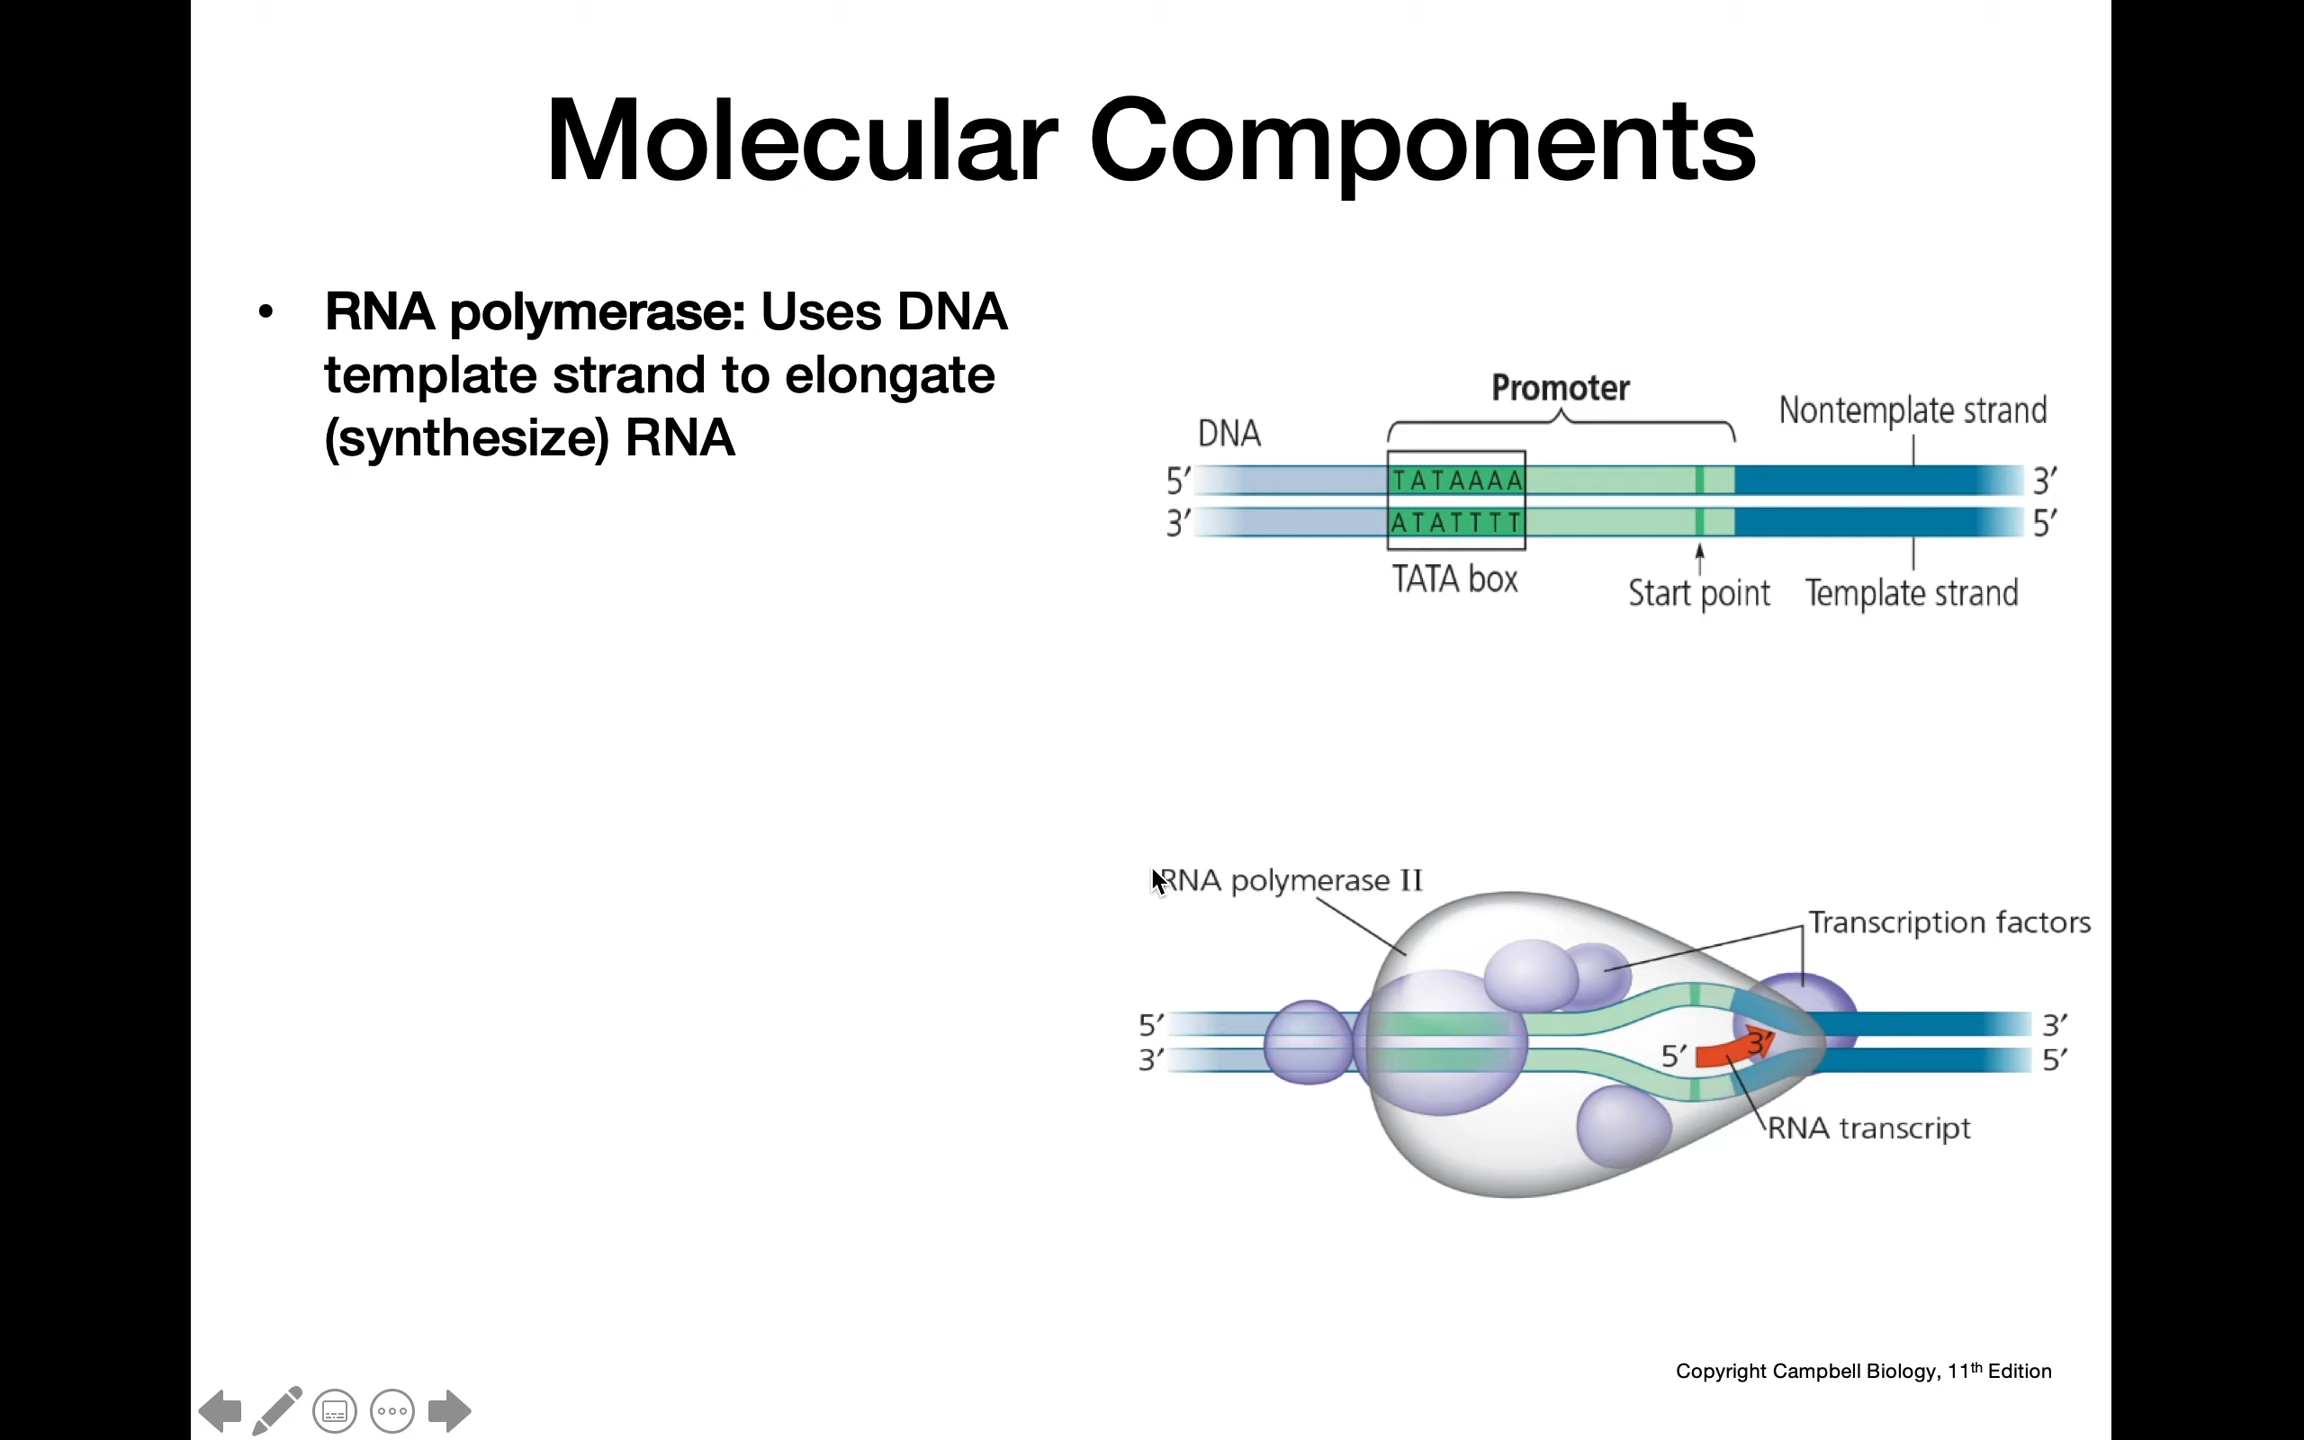 Molecular Components
• RNA polymerase: Uses DNA
template strand to elongate
(synthesize) RNA
Promoter
Nontemplate strand
DNA
5′ TATAAAA 3′
3′ ATATTTT 5′
TATA box
Start point
Template strand
RNA polymerase II
Transcription factors
5′ 3′
5′ 3′
3′ 5′
RNA transcript
Copyright Campbell Biology, 11th Edition